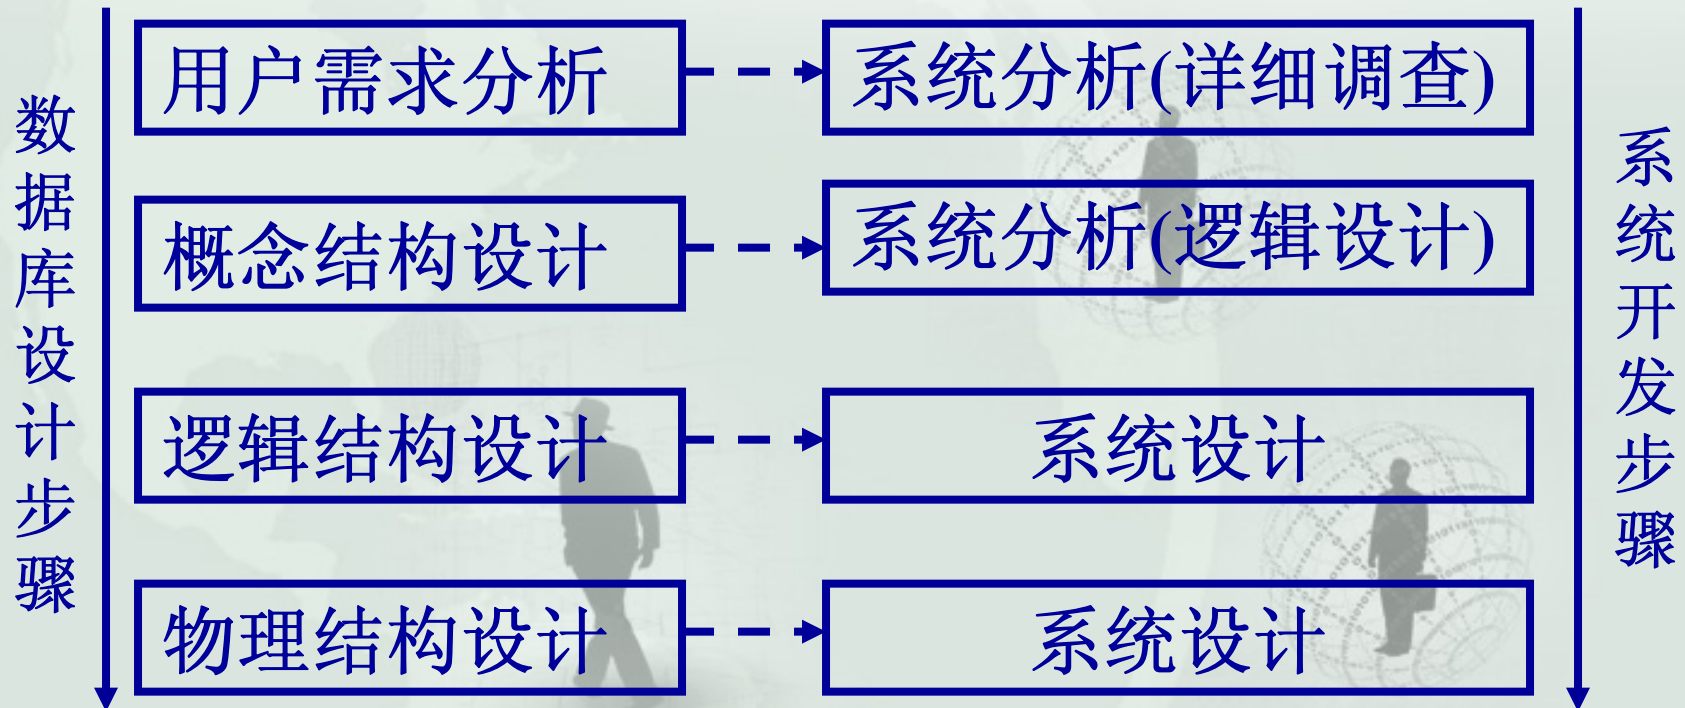 数据库设计步骤
用户需求分析
系统分析(详细调查)
概念结构设计
系统分析(逻辑设计)
逻辑结构设计
系统设计
物理结构设计
系统设计
系统开发步骤